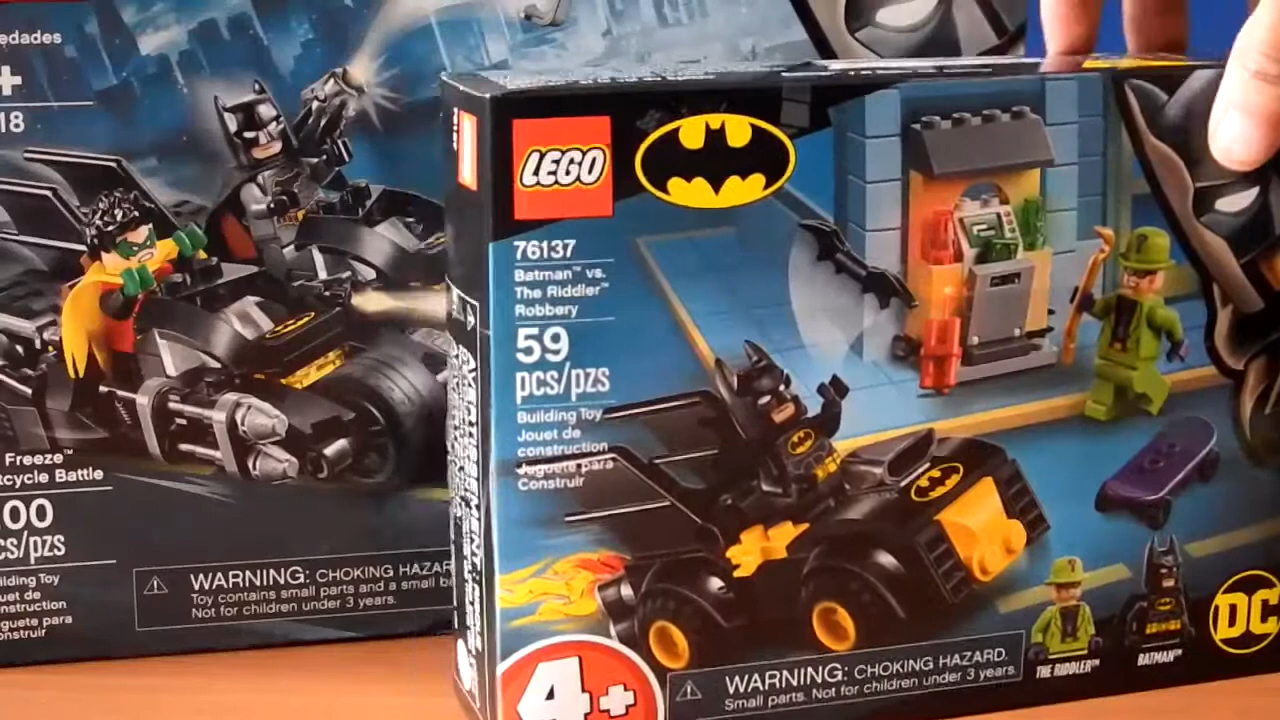 edades
+
18
Freeze™
tcycle Battle
00
cs/pzs
ilding Toy
uet de
nstruction
guete para
onstruir
WARNING: CHOKING HAZAR
Toy contains small parts and a small ba
Not for children under 3 years.
LEGO
76137
Batman™ vs.
The Riddler™
Robbery
59
pcs/pzs
Building Toy
Jouet de
construction
Juguete para
Construir
4+
WARNING: CHOKING HAZARD.
Small parts. Not for children under 3 years.
THE RIDDLER™
BATMAN™
DC
AVERTISSEMENT :